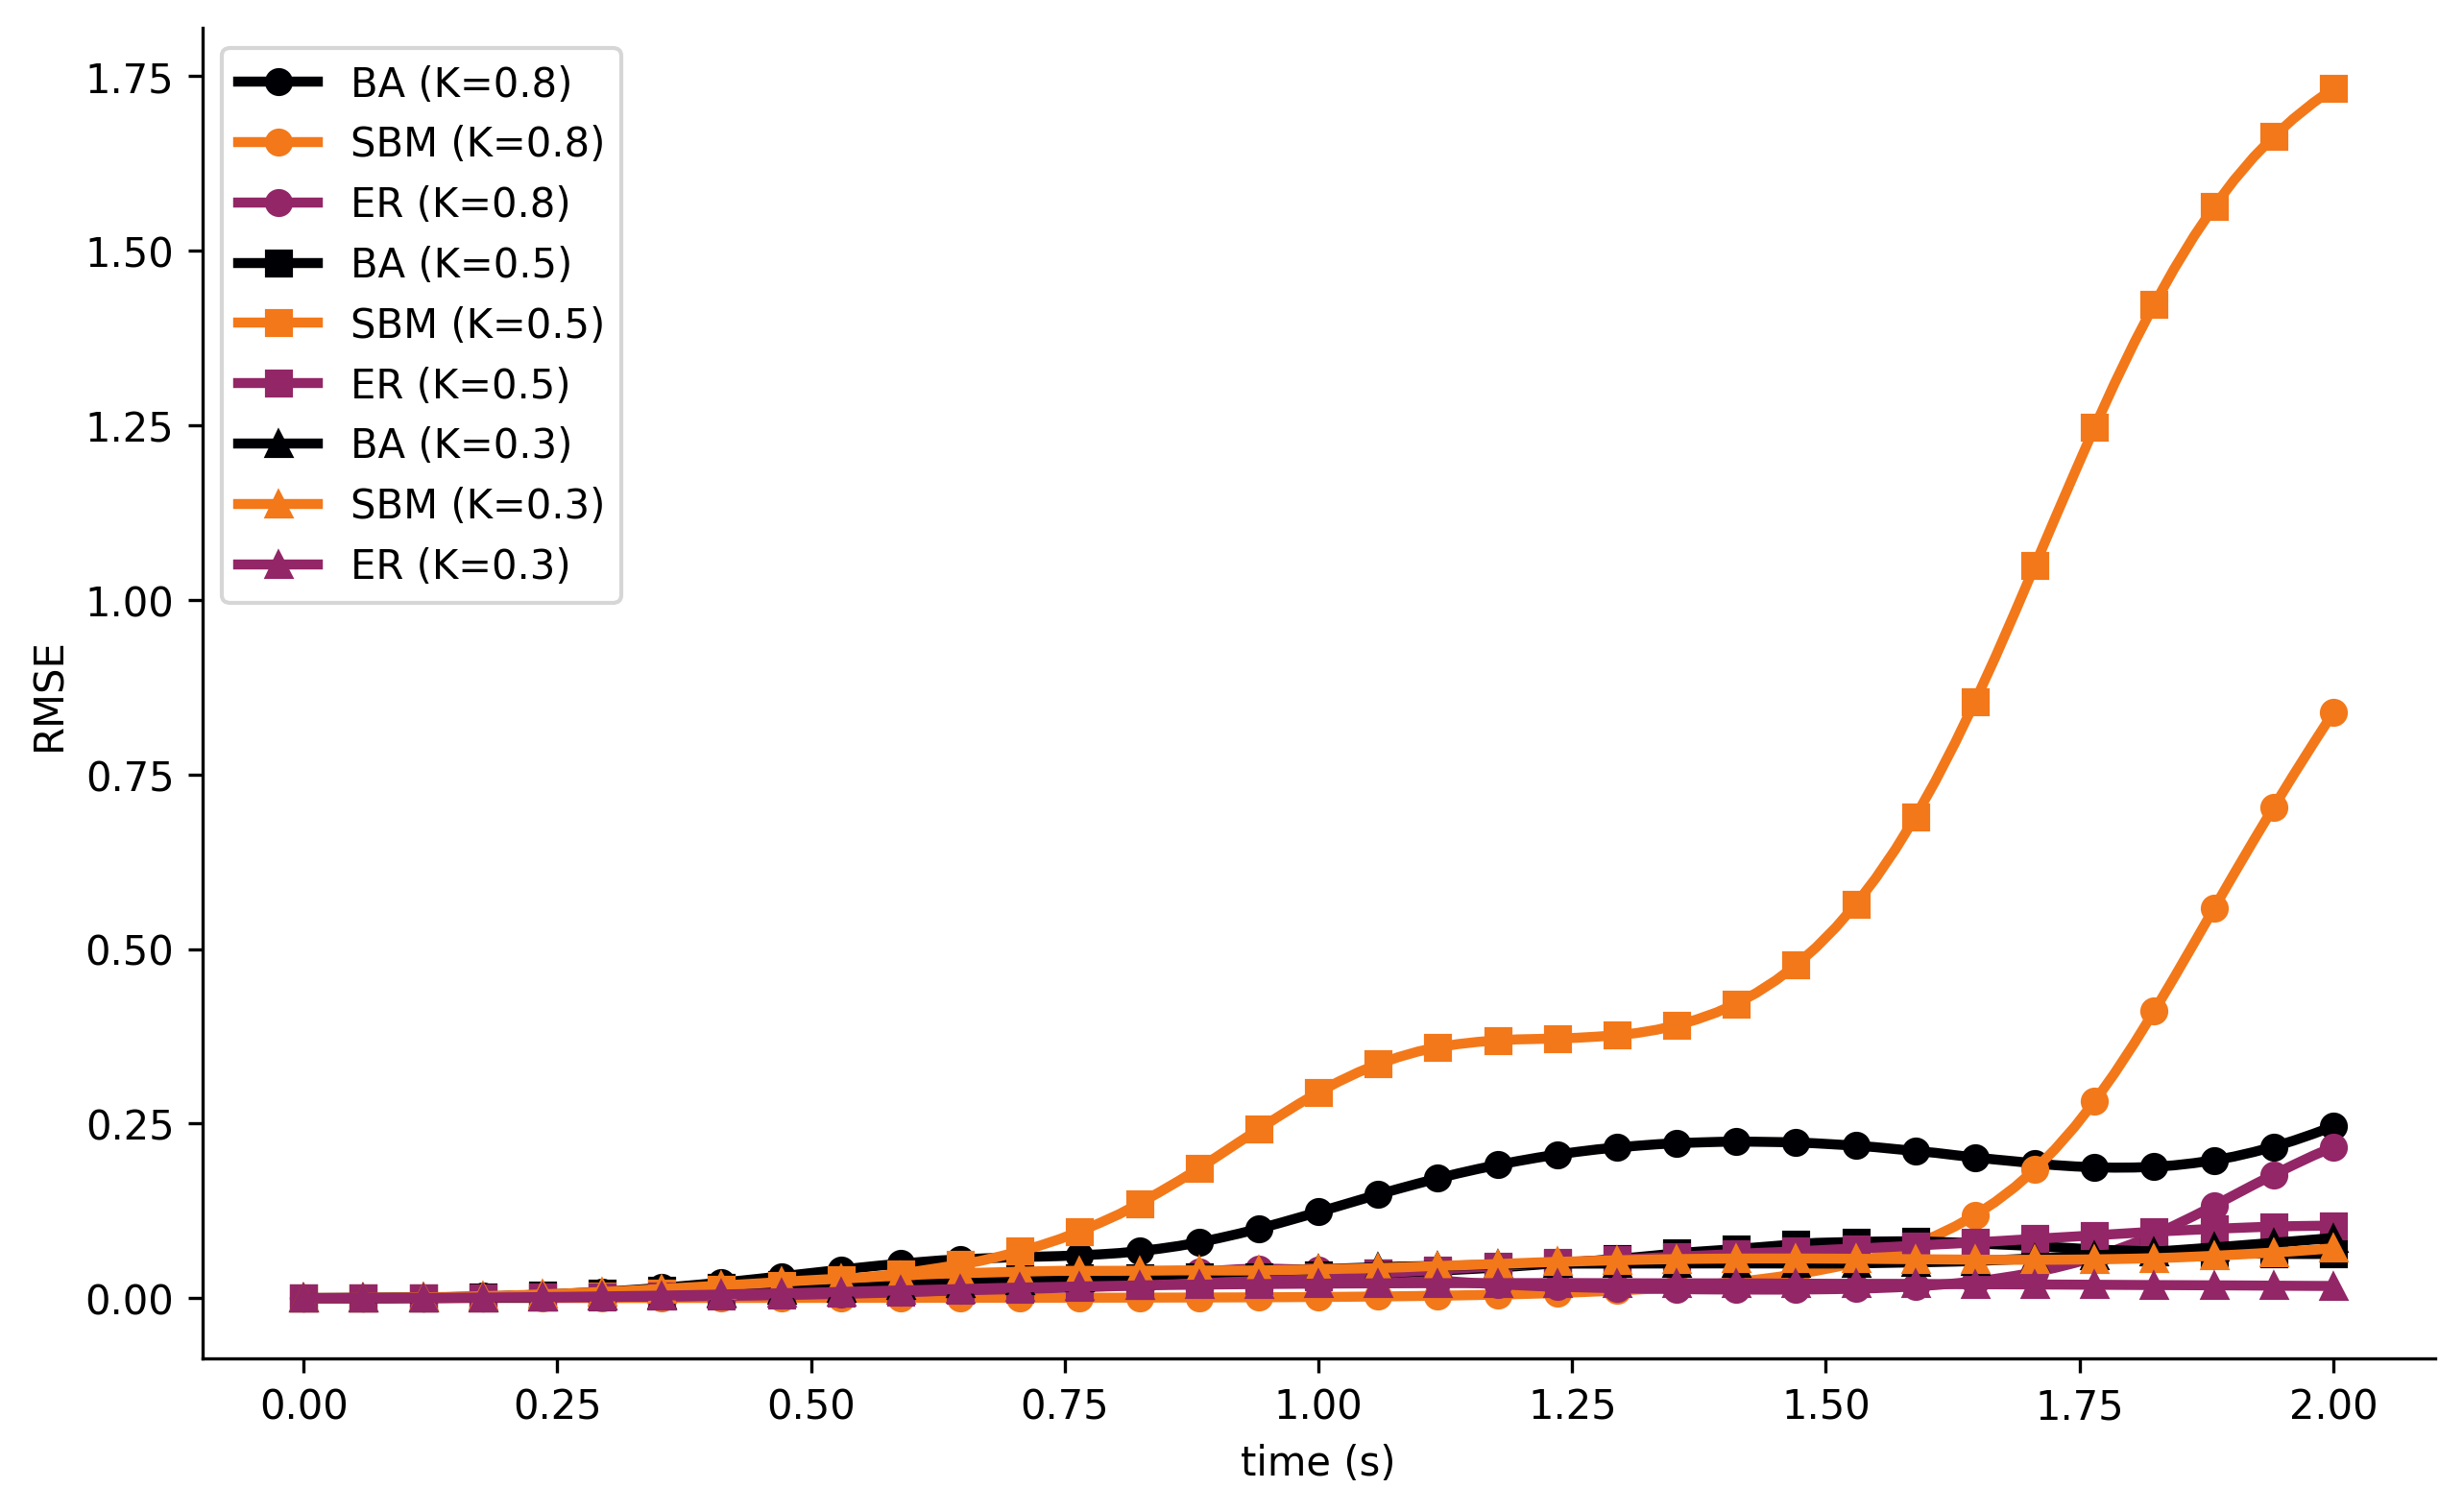 BA (K=0.8)
SBM (K=0.8)
ER (K=0.8)
BA (K=0.5)
SBM (K=0.5)
ER (K=0.5)
BA (K=0.3)
SBM (K=0.3)
ER (K=0.3)
RMSE
1.75
1.50
1.25
1.00
0.75
0.50
0.25
0.00
0.00 0.25 0.50 0.75 1.00 1.25 1.50 1.75 2.00
time (s)